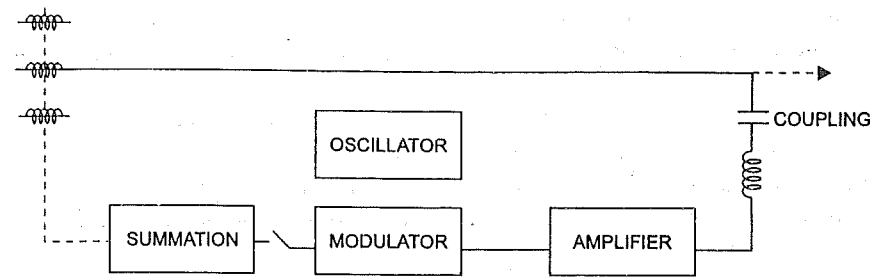 COUPLING
OSCILLATOR
SUMMATION
MODULATOR
AMPLIFIER